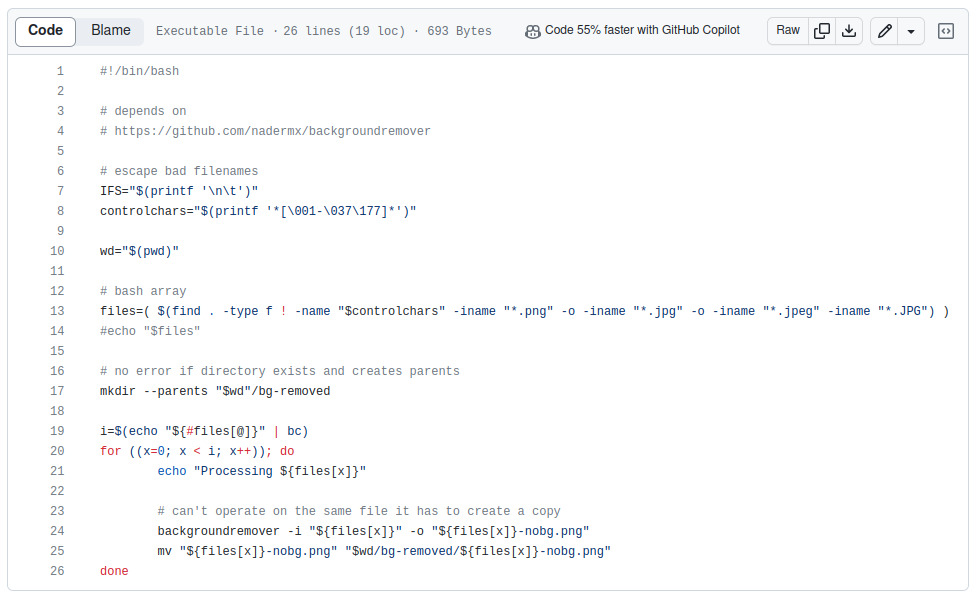 Code Blame Executable File · 26 lines (19 loc) · 693 Bytes Code 55% faster with GitHub Copilot Raw
1 #!/bin/bash
2
3 # depends on
4 # https://github.com/nadermx/backgroundremover
5
6 # escape bad filenames
7 IFS="$(printf '\n\t')"
8 controlchars="$(printf '*[\001-\037\177]*')"
9
10 wd="$(pwd)"
11
12 # bash array
13 files=( $(find . -type f ! -name "$controlchars" -iname "*.png" -o -iname "*.jpg" -o -iname "*.jpeg" -iname "*.JPG") )
14 #echo "$files"
15
16 # no error if directory exists and creates parents
17 mkdir --parents "$wd"/bg-removed
18
19 i=$(echo "${#files[@]}" | bc)
20 for ((x=0; x < i; x++)); do
21         echo "Processing ${files[x]}"
22
23         # can't operate on the same file it has to create a copy
24         backgroundremover -i "${files[x]}" -o "${files[x]}-nobg.png"
25         mv "${files[x]}-nobg.png" "$wd/bg-removed/${files[x]}-nobg.png"
26 done